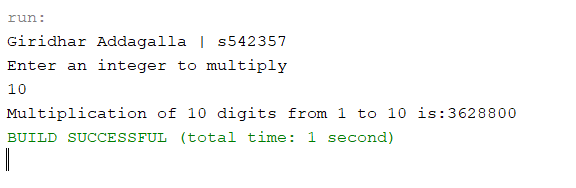 run:
Giridhar Addagalla | s542357
Enter an integer to multiply
10
Multiplication of 10 digits from 1 to 10 is:3628800
BUILD SUCCESSFUL (total time: 1 second)